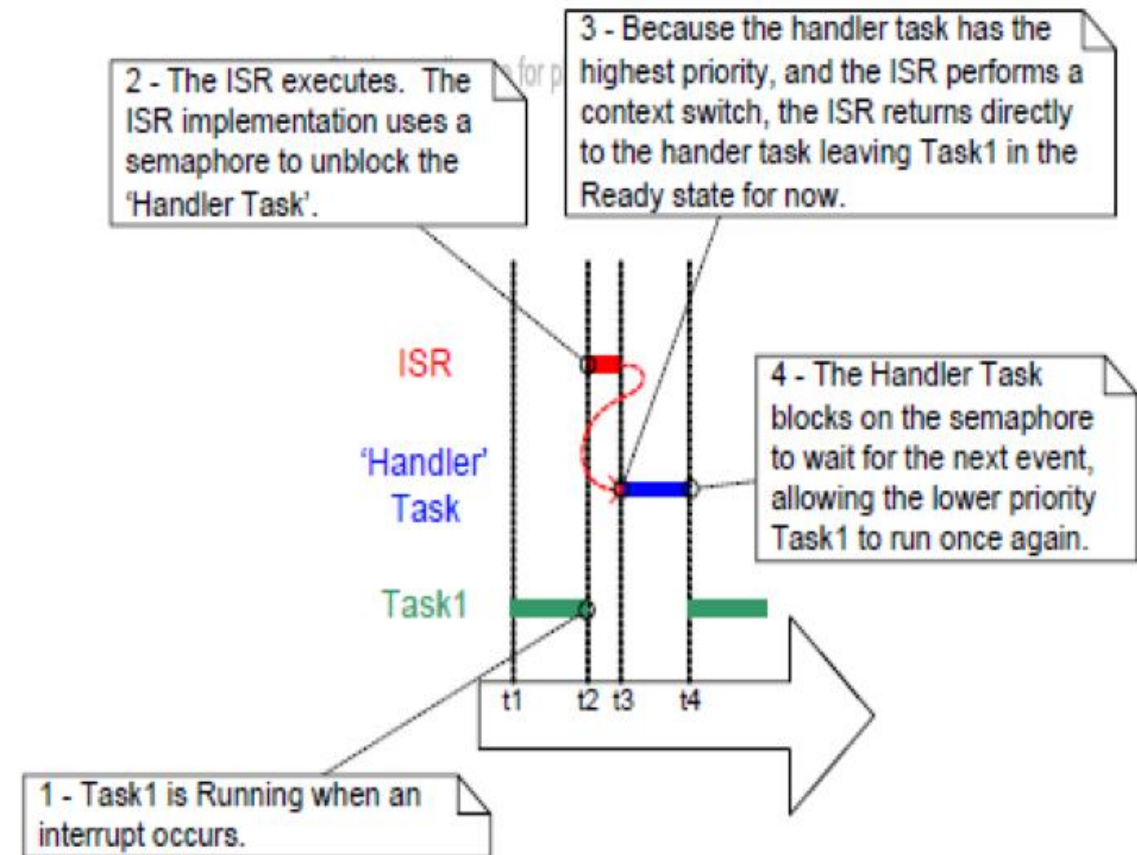 2 - The ISR executes. The
ISR implementation uses a
semaphore to unblock the
‘Handler Task’.
for p
3 - Because the handler task has the
highest priority, and the ISR performs a
context switch, the ISR returns directly
to the hander task leaving Task1 in the
Ready state for now.
ISR
‘Handler’
Task
4 - The Handler Task
blocks on the semaphore
to wait for the next event,
allowing the lower priority
Task1 to run once again.
Task1
t1 t2 t3 t4
1 - Task1 is Running when an
interrupt occurs.